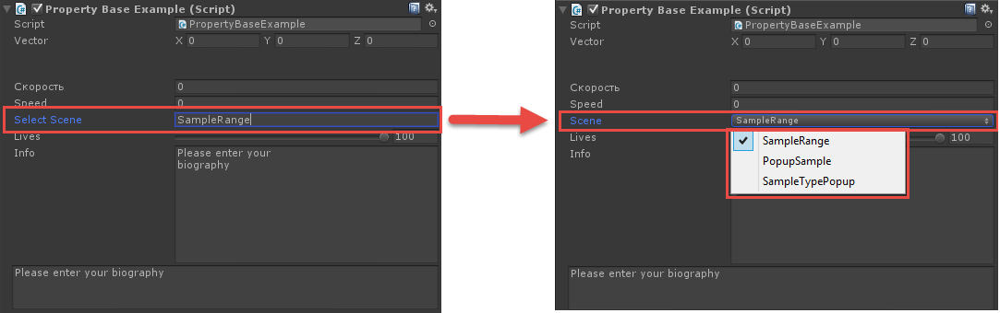 Property Base Example (Script)
Script PropertyBaseExample
Vector X 0 Y 0 Z 0
Скорость 0
Speed 0
Select Scene SampleRange
Lives 100
Info Please enter your
biography
Please enter your biography
Property Base Example (Script)
Script PropertyBaseExample
Vector X 0 Y 0 Z 0
Скорость 0
Speed 0
Scene SampleRange
Lives 100
Info
SampleRange
PopupSample
SampleTypePopup
Please enter your biography